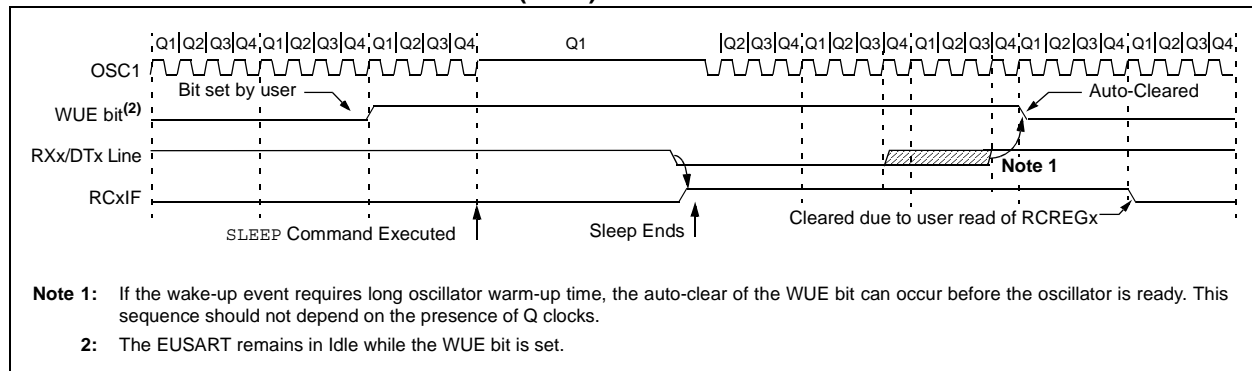 Q1 Q2 Q3 Q4 Q1 Q2 Q3 Q4 Q1 Q2 Q3 Q4 Q1 Q2 Q3 Q4 Q1 Q2 Q3 Q4 Q1 Q2 Q3 Q4 Q1 Q2 Q3 Q4 Q1 Q2 Q3 Q4
OSC1
Bit set by user
Auto-Cleared
WUE bit(2)
RXx/DTx Line
Note 1
RCxIF
Cleared due to user read of RCREGx
SLEEP Command Executed
Sleep Ends
Note 1: If the wake-up event requires long oscillator warm-up time, the auto-clear of the WUE bit can occur before the oscillator is ready. This
sequence should not depend on the presence of Q clocks.
2: The EUSART remains in Idle while the WUE bit is set.